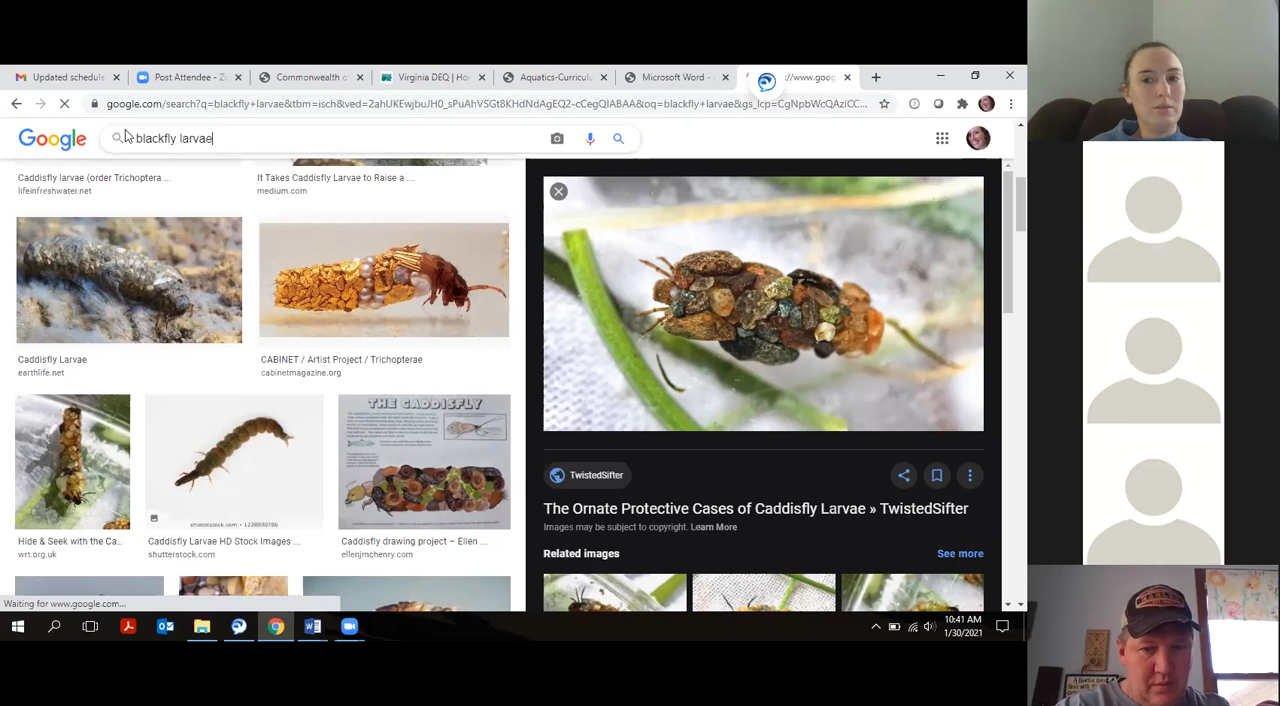 Updated schedule
Post Attendee - Zo
Commonwealth o
Virginia DEQ | Ho
Aquatics-Curricul
Microsoft Word -
://www.goog
google.com/search?q=blackfly+larvae&tbm=isch&ved=2ahUKEwjbuJH0_sPuAhVSGt8KHdNdAgEQ2-cCegQIABAA&oq=blackfly+larvae&gs_lcp=CgNpbWcQAzICC...
Google
blackfly larvae
Caddisfly larvae (order Trichoptera ...
lifeinfreshwater.net
It Takes Caddisfly Larvae to Raise a ...
medium.com
Caddisfly Larvae
earthlife.net
CABINET / Artist Project / Trichopterae
cabinetmagazine.org
THE CADDISFLY
Hide & Seek with the Ca...
wrt.org.uk
Caddisfly Larvae HD Stock Images ...
shutterstock.com
Caddisfly drawing project – Ellen ...
ellenjmchenry.com
TwistedSifter
The Ornate Protective Cases of Caddisfly Larvae » TwistedSifter
Images may be subject to copyright. Learn More
Related images
See more
Waiting for www.google.com...
10:41 AM
1/30/2021